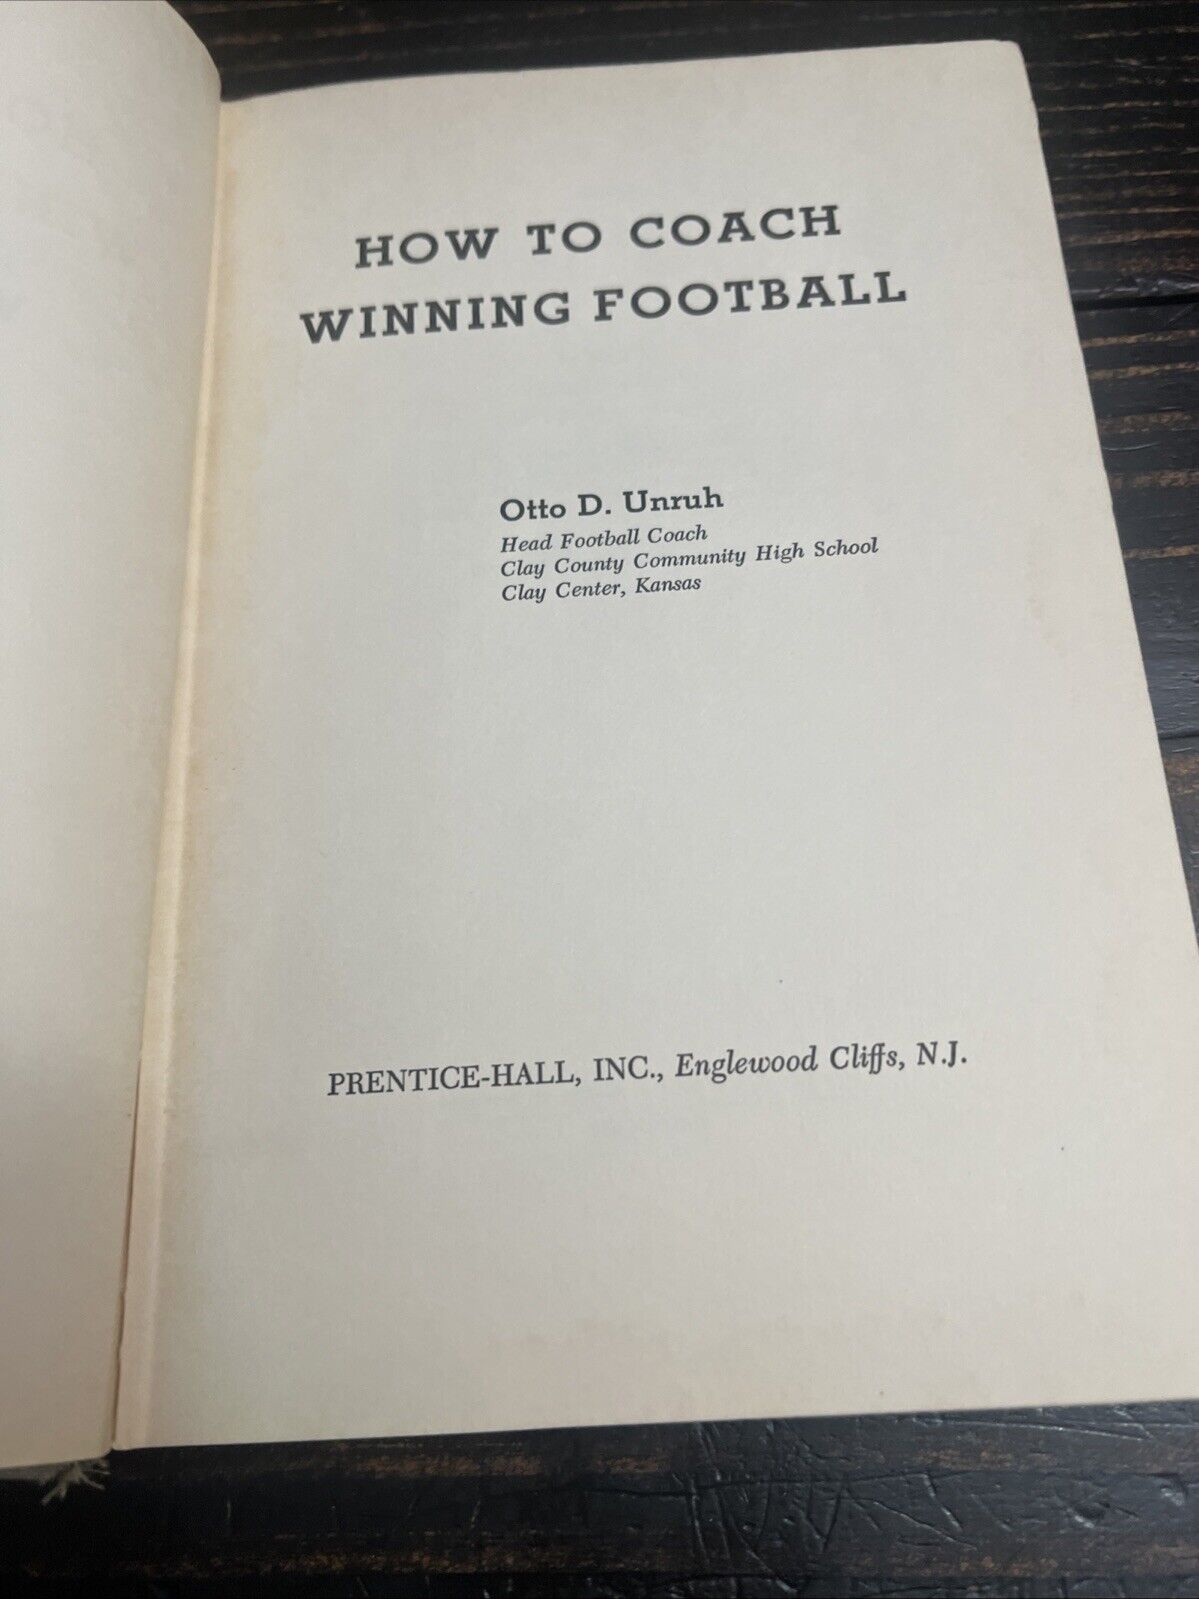 HOW TO COACH
WINNING FOOTBALL
Otto D. Unruh
Head Football Coach
Clay County Community High School
Clay Center, Kansas
PRENTICE-HALL, INC., Englewood Cliffs, N.J.